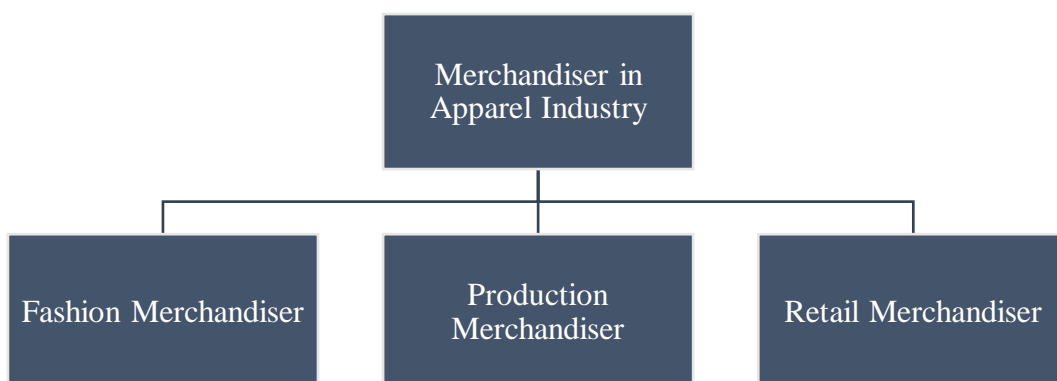 Merchandiser in
Apparel Industry
Fashion Merchandiser
Production
Merchandiser
Retail Merchandiser